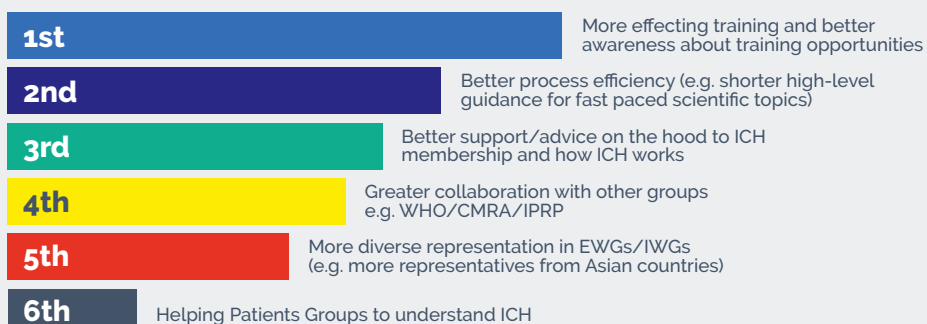 1st
More effecting training and better
awareness about training opportunities
2nd
Better process efficiency (e.g. shorter high-level
guidance for fast paced scientific topics)
3rd
Better support/advice on the hood to ICH
membership and how ICH works
4th
Greater collaboration with other groups
e.g. WHO/CMRA/IPRP
5th
More diverse representation in EWGs/IWGs
(e.g. more representatives from Asian countries)
6th
Helping Patients Groups to understand ICH